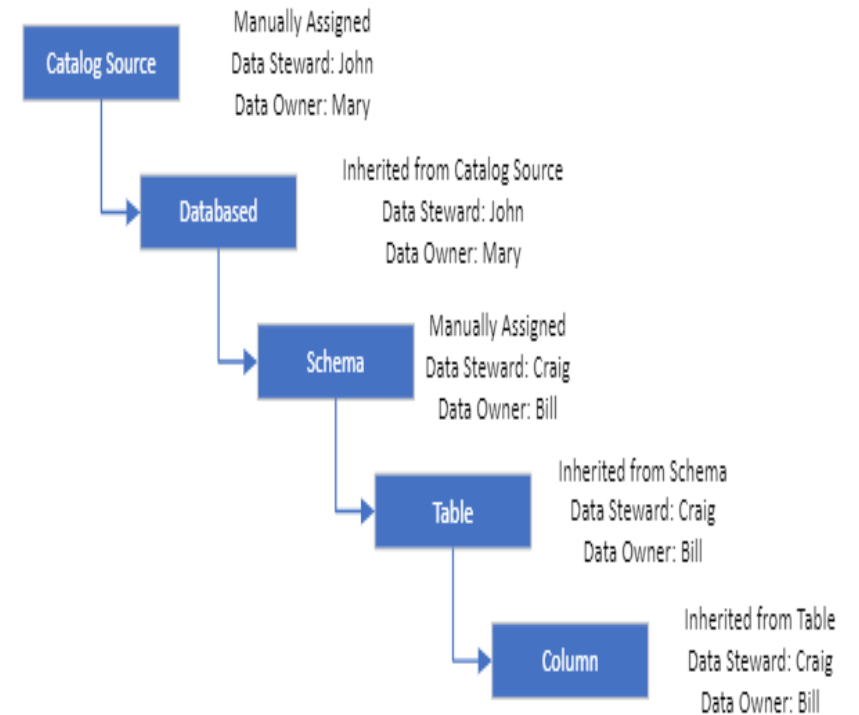 Catalog Source
Manually Assigned
Data Steward: John
Data Owner: Mary
Databased
Inherited from Catalog Source
Data Steward: John
Data Owner: Mary
Schema
Manually Assigned
Data Steward: Craig
Data Owner: Bill
Table
Inherited from Schema
Data Steward: Craig
Data Owner: Bill
Column
Inherited from Table
Data Steward: Craig
Data Owner: Bill